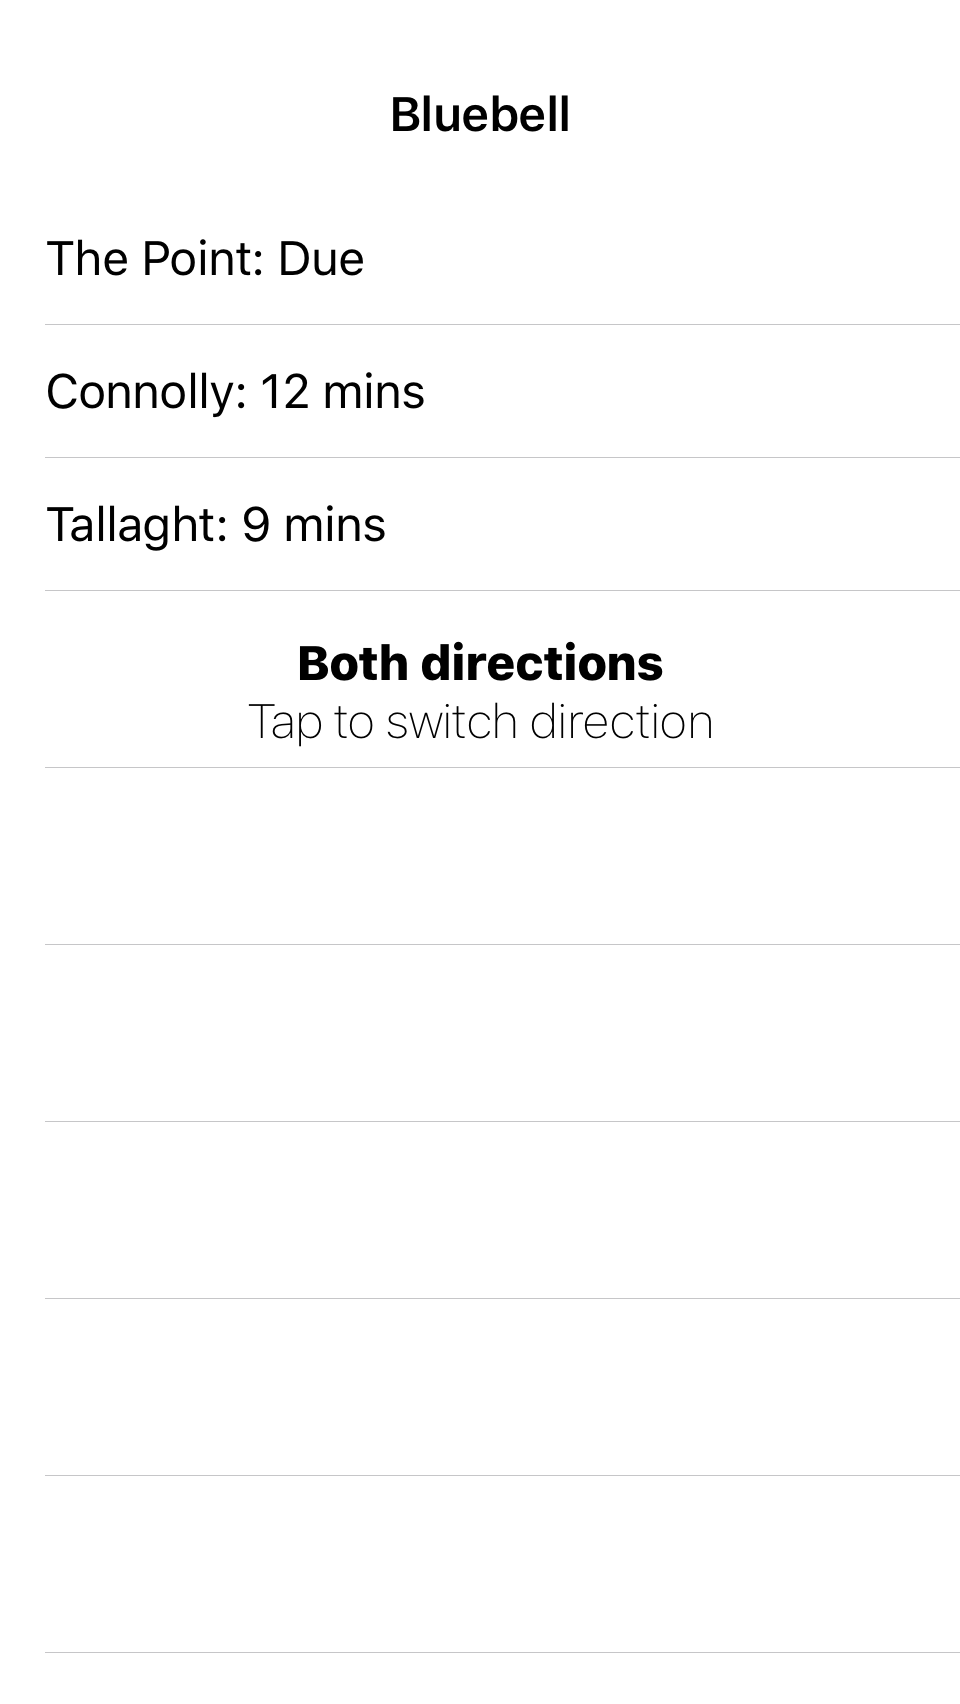 Bluebell
The Point: Due
Connolly: 12 mins
Tallaght: 9 mins
Both directions
Tap to switch direction